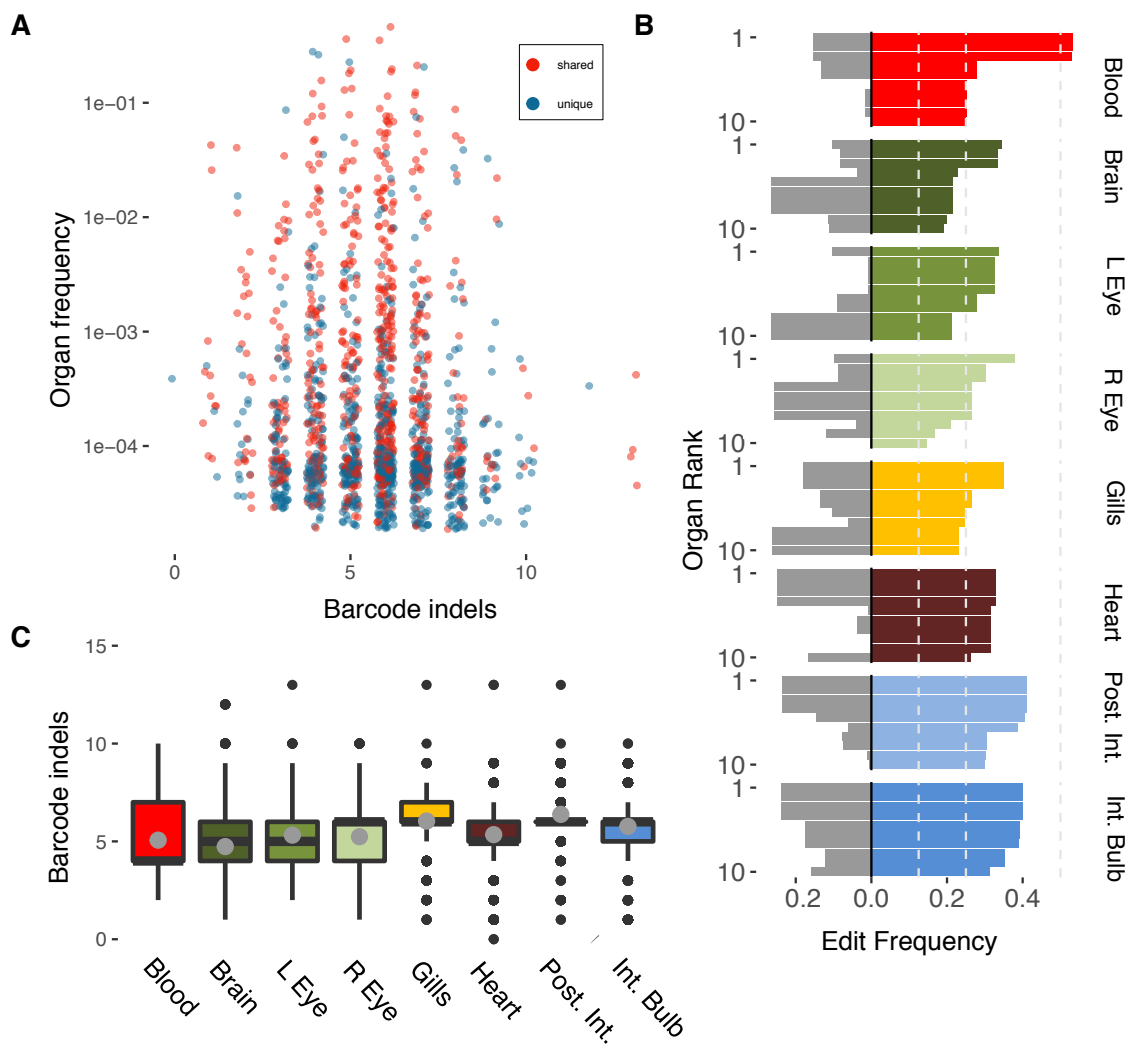 A
shared
unique
1e−01
1e−02
1e−03
1e−04
Organ frequency
0
5
10
Barcode indels
B
1
10
Blood
1
10
Brain
1
10
L Eye
1
10
R Eye
1
10
Gills
1
10
Heart
1
10
Post. Int.
1
10
Int. Bulb
Organ Rank
0.2
0.0
0.4
Edit Frequency
C
15
10
5
0
Barcode indels
Blood
Brain
L Eye
R Eye
Gills
Heart
Post. Int.
Int. Bulb